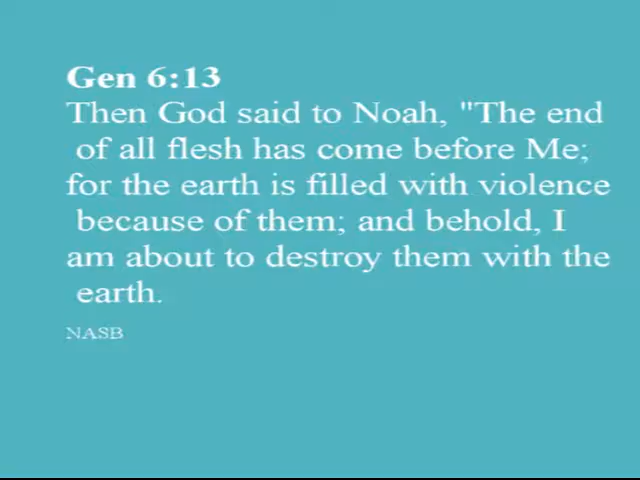 Gen 6:13
Then God said to Noah, "The end
of all flesh has come before Me;
for the earth is filled with violence
because of them; and behold, I
am about to destroy them with the
earth.
NASB